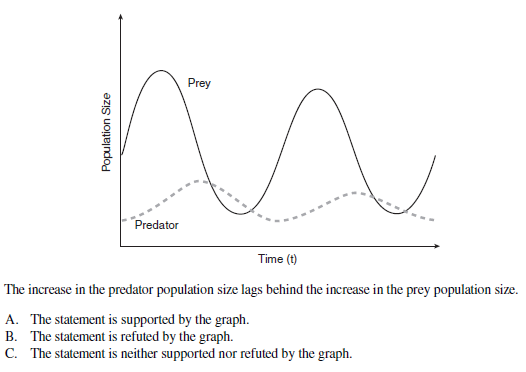 Prey
Population Size
Predator
Time (t)
The increase in the predator population size lags behind the increase in the prey population size.
A. The statement is supported by the graph.
B. The statement is refuted by the graph.
C. The statement is neither supported nor refuted by the graph.